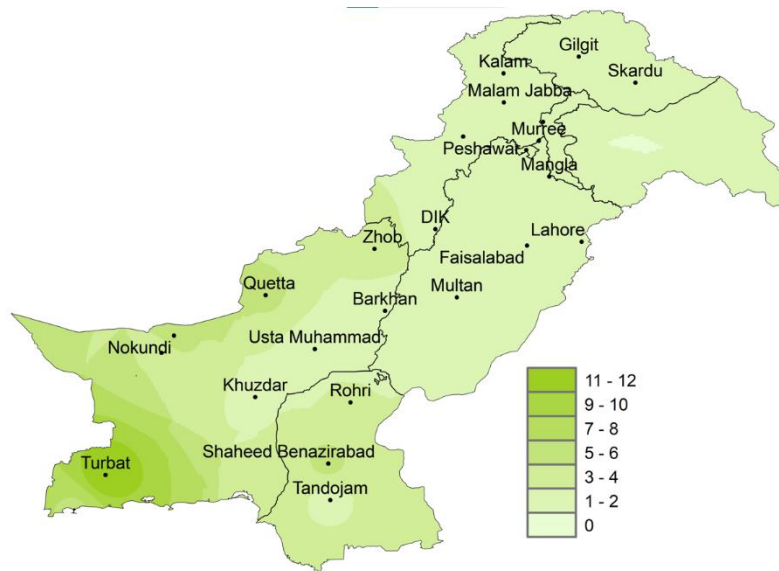 Gilgit
Kalam
Skardu
Malam Jabba
Murree
Peshawar
Mangla
DIK
Lahore
Zhob
Faisalabad
Quetta
Multan
Barkhan
Usta Muhammad
Nokundi
Khuzdar
Rohri
Shaheed Benazirabad
Turbat
Tandojam
11 - 12
9 - 10
7 - 8
5 - 6
3 - 4
1 - 2
0